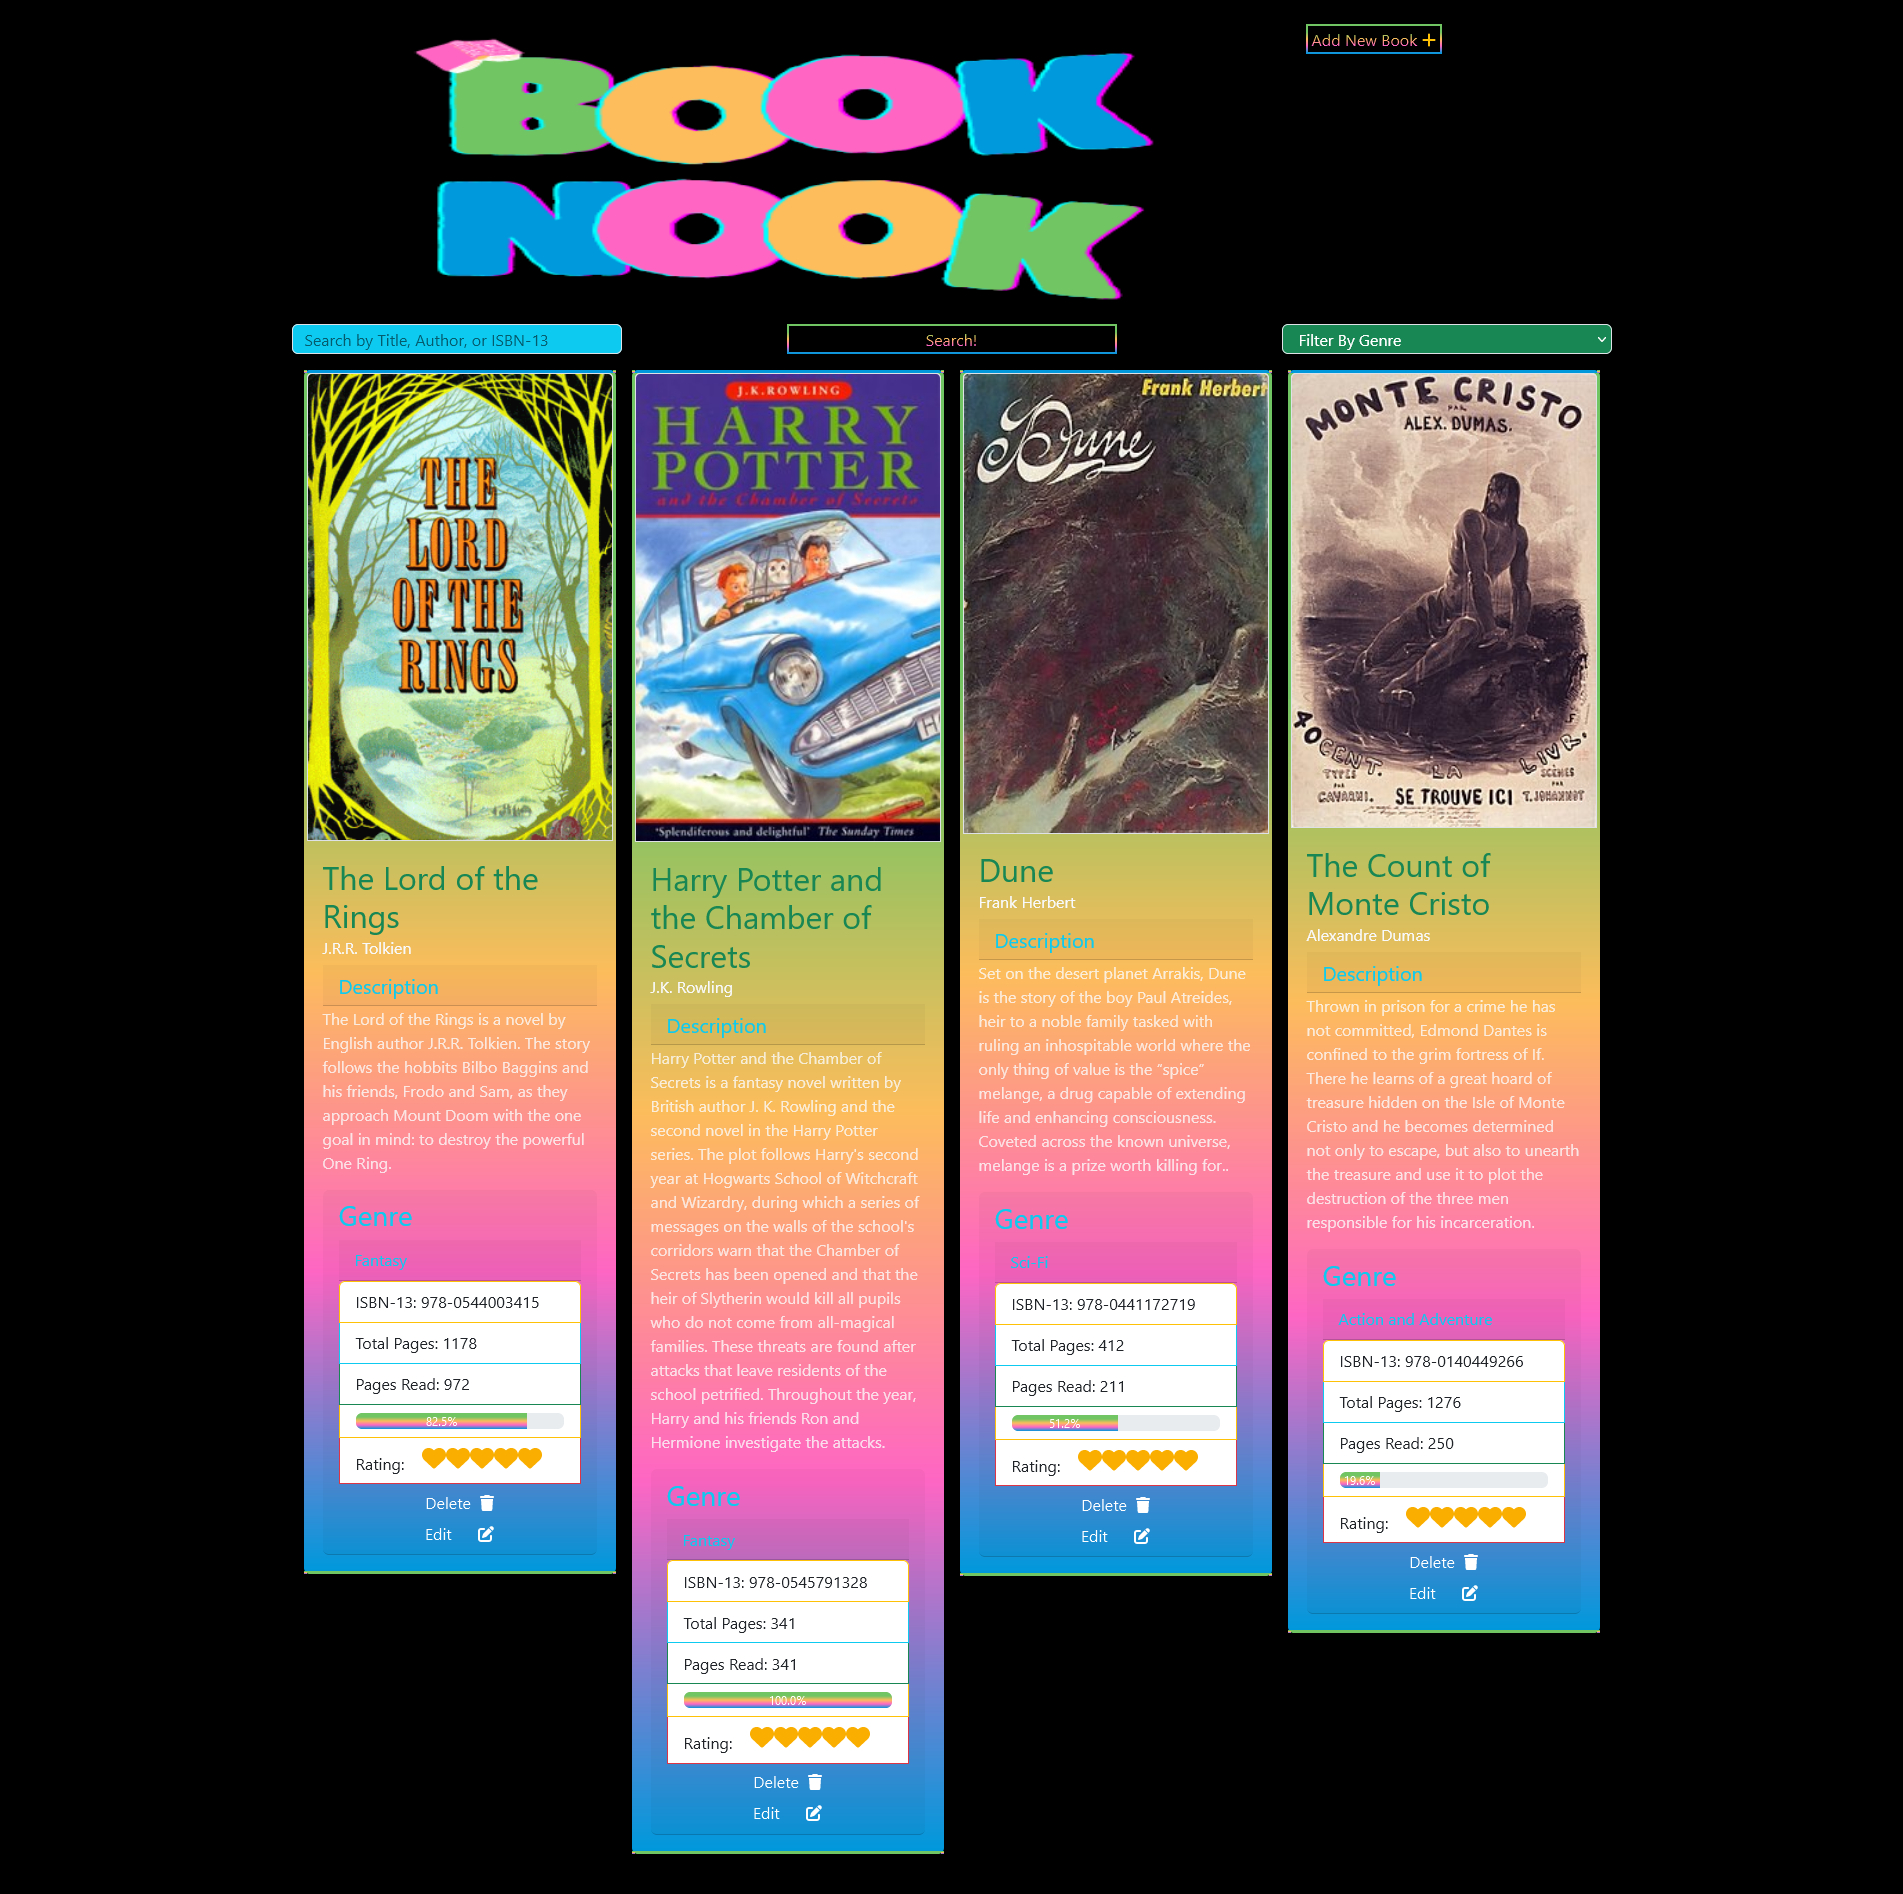 BOOK
NOOK
Add New Book
Search by Title, Author, or ISBN-13
Search!
Filter By Genre
THE
LORD
OF THE
RINGS
The Lord of the
Rings
J.R.R. Tolkien
Description
The Lord of the Rings is a novel by
English author J.R.R. Tolkien. The story
follows the hobbits Bilbo Baggins and
his friends, Frodo and Sam, as they
approach Mount Doom with the one
goal in mind: to destroy the powerful
One Ring.
Genre
Fantasy
ISBN-13: 978-0544003415
Total Pages: 1178
Pages Read: 972
82.5%
Rating:
Delete
Edit
J.K.ROWLING
HARRY
POTTER
and the Chamber of Secrets
'Splendiferous and delightful' The Sunday Times
Harry Potter and
the Chamber of
Secrets
J.K. Rowling
Description
Harry Potter and the Chamber of
Secrets is a fantasy novel written by
British author J. K. Rowling and the
second novel in the Harry Potter
series. The plot follows Harry's second
year at Hogwarts School of Witchcraft
and Wizardry, during which a series of
messages on the walls of the school's
corridors warn that the Chamber of
Secrets has been opened and that the
heir of Slytherin would kill all pupils
who do not come from all-magical
families. These threats are found after
attacks that leave residents of the
school petrified. Throughout the year,
Harry and his friends Ron and
Hermione investigate the attacks.
Genre
Fantasy
ISBN-13: 978-0545791328
Total Pages: 341
Pages Read: 341
100.0%
Rating:
Delete
Edit
Frank Herbert
Dune
Dune
Frank Herbert
Description
Set on the desert planet Arrakis, Dune
is the story of the boy Paul Atreides,
heir to a noble family tasked with
ruling an inhospitable world where the
only thing of value is the "spice"
melange, a drug capable of extending
life and enhancing consciousness.
Coveted across the known universe,
melange is a prize worth killing for..
Genre
Sci-Fi
ISBN-13: 978-0441172719
Total Pages: 412
Pages Read: 211
51.2%
Rating:
Delete
Edit
MONTE CRISTO
PAR
ALEX. DUMAS.
40 CENT. LA LIVR.
TYPES PAR GAVARNI.
SE TROUVE ICI
SCÈNES PAR T. JOHANNOT
The Count of
Monte Cristo
Alexandre Dumas
Description
Thrown in prison for a crime he has
not committed, Edmond Dantes is
confined to the grim fortress of If.
There he learns of a great hoard of
treasure hidden on the Isle of Monte
Cristo and he becomes determined
not only to escape, but also to unearth
the treasure and use it to plot the
destruction of the three men
responsible for his incarceration.
Genre
Action and Adventure
ISBN-13: 978-0140449266
Total Pages: 1276
Pages Read: 250
19.6%
Rating:
Delete
Edit